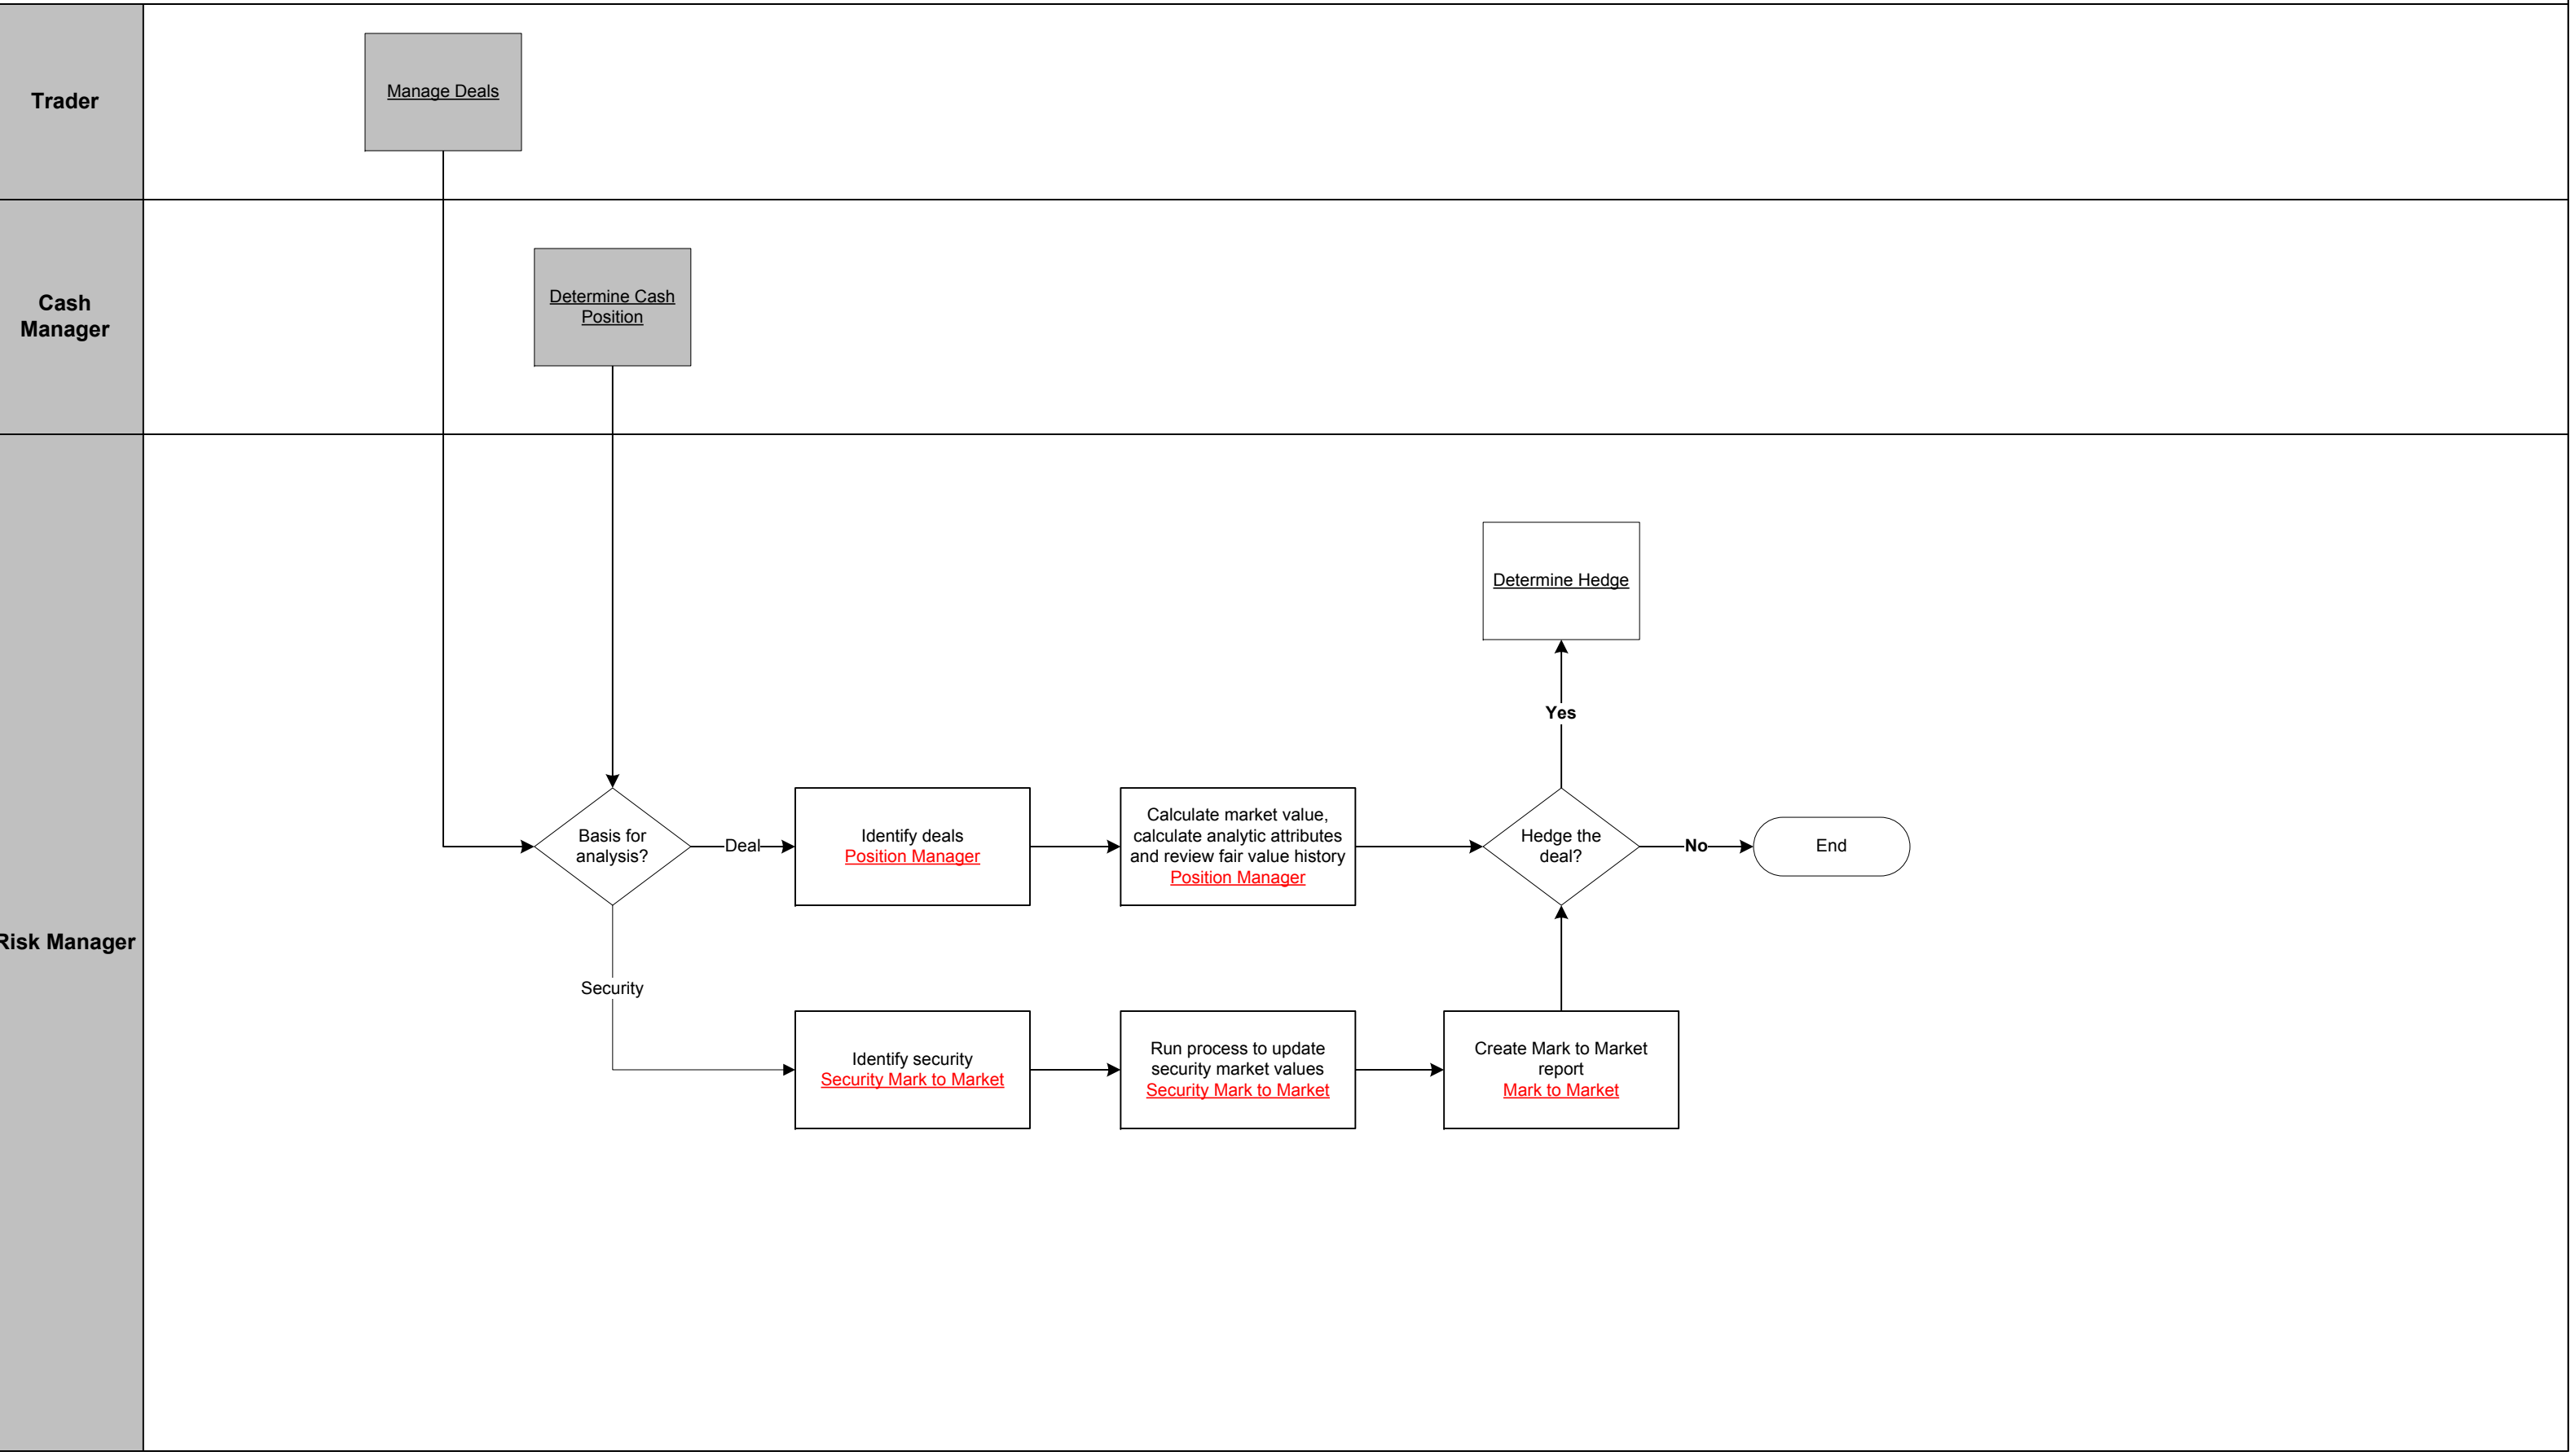 Trader
Manage Deals
Cash
Manager
Determine Cash
Position
Risk Manager
Determine Hedge
Yes
Basis for
analysis?
Deal
Identify deals
Position Manager
Calculate market value,
calculate analytic attributes
and review fair value history
Position Manager
Hedge the
deal?
No
End
Security
Identify security
Security Mark to Market
Run process to update
security market values
Security Mark to Market
Create Mark to Market
report
Mark to Market